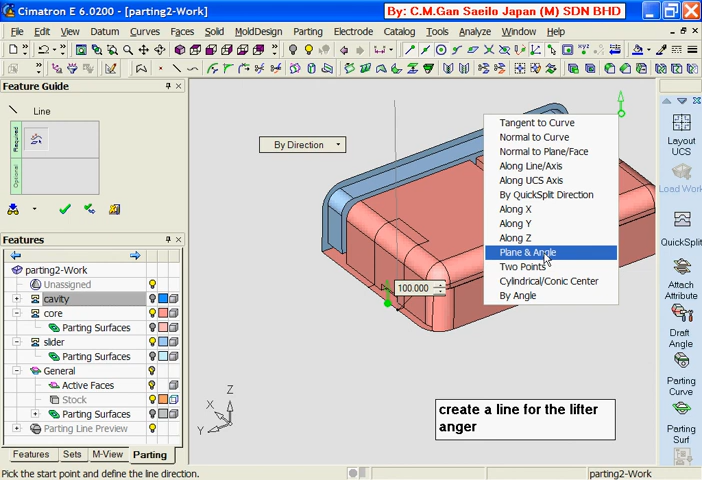 Cimatron E 6.0200 - [parting2-Work]
By: C.M.Gan Saeilo Japan (M) SDN BHD
File Edit View Datum Curves Faces Solid MoldDesign Parting Electrode Catalog Tools Analyze Window Help
Feature Guide
Line
Required
Optional
By Direction
Tangent to Curve
Normal to Curve
Normal to Plane/Face
Along Line/Axis
Along UCS Axis
By QuickSplit Direction
Along X
Along Y
Along Z
Plane & Angle
Two Points
Cylindrical/Conic Center
By Angle
100.000
Features
parting2-Work
Unassigned
cavity
core
Parting Surfaces
slider
Parting Surfaces
General
Active Faces
Stock
Parting Surfaces
Parting Line Preview
Features Sets M-View Parting
Z
X
Y
create a line for the lifter
anger
Layout
UCS
Load Work
QuickSplit
Attach
Attribute
Draft
Angle
Parting
Curve
Parting
Surf
Pick the start point and define the line direction.
parting2-Work